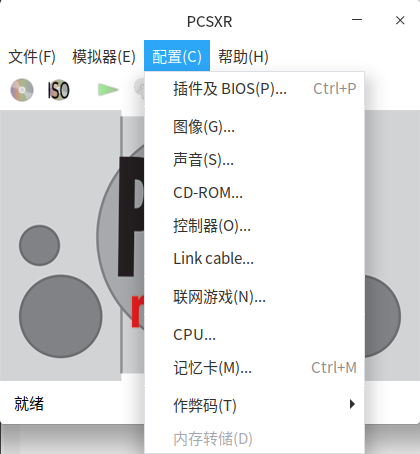 PCSXR
文件(F) 模拟器(E) 配置(C) 帮助(H)
ISO
插件及 BIOS(P)... Ctrl+P
图像(G)...
声音(S)...
CD-ROM...
控制器(O)...
Link cable...
联网游戏(N)...
CPU...
记忆卡(M)... Ctrl+M
作弊码(T)
内存转储(D)
就绪